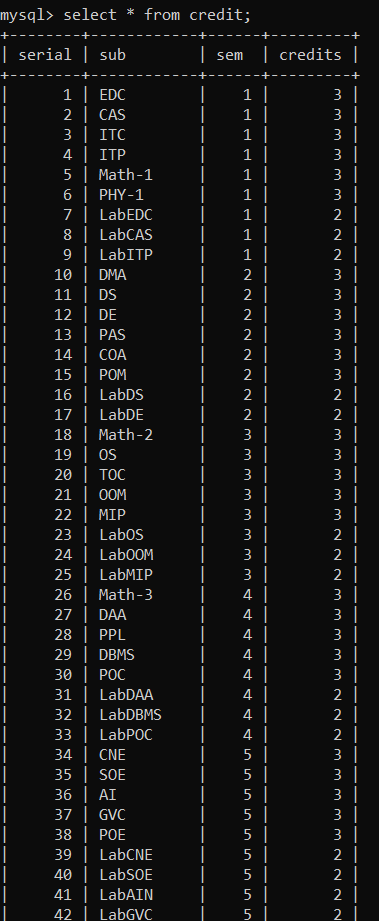 mysql> select * from credit;
+--------+------------+------+---------+
| serial | sub        | sem  | credits |
+--------+------------+------+---------+
|      1 | EDC        |    1 |       3 |
|      2 | CAS        |    1 |       3 |
|      3 | ITC        |    1 |       3 |
|      4 | ITP        |    1 |       3 |
|      5 | Math-1     |    1 |       3 |
|      6 | PHY-1      |    1 |       3 |
|      7 | LabEDC     |    1 |       2 |
|      8 | LabCAS     |    1 |       2 |
|      9 | LabITP     |    1 |       2 |
|     10 | DMA        |    2 |       3 |
|     11 | DS         |    2 |       3 |
|     12 | DE         |    2 |       3 |
|     13 | PAS        |    2 |       3 |
|     14 | COA        |    2 |       3 |
|     15 | POM        |    2 |       3 |
|     16 | LabDS      |    2 |       2 |
|     17 | LabDE      |    2 |       2 |
|     18 | Math-2     |    3 |       3 |
|     19 | OS         |    3 |       3 |
|     20 | TOC        |    3 |       3 |
|     21 | OOM        |    3 |       3 |
|     22 | MIP        |    3 |       3 |
|     23 | LabOS      |    3 |       2 |
|     24 | LabOOM     |    3 |       2 |
|     25 | LabMIP     |    3 |       2 |
|     26 | Math-3     |    4 |       3 |
|     27 | DAA        |    4 |       3 |
|     28 | PPL        |    4 |       3 |
|     29 | DBMS       |    4 |       3 |
|     30 | POC        |    4 |       3 |
|     31 | LabDAA     |    4 |       2 |
|     32 | LabDBMS    |    4 |       2 |
|     33 | LabPOC     |    4 |       2 |
|     34 | CNE        |    5 |       3 |
|     35 | SOE        |    5 |       3 |
|     36 | AI         |    5 |       3 |
|     37 | GVC        |    5 |       3 |
|     38 | POE        |    5 |       3 |
|     39 | LabCNE     |    5 |       2 |
|     40 | LabSOE     |    5 |       2 |
|     41 | LabAIN     |    5 |       2 |
|     42 | LabGVC     |    5 |       2 |